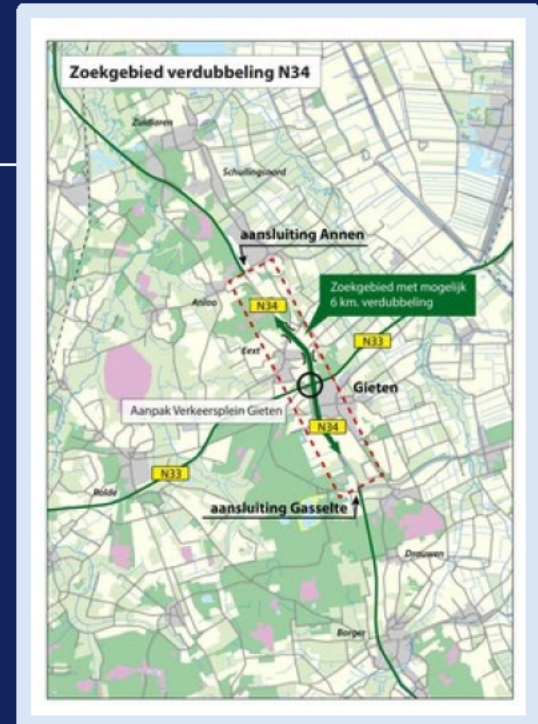 Zoekgebied verdubbeling N34
Zuidlaren
Schuilingsoord
aansluiting Annen
Zoekgebied met mogelijk
6 km. verdubbeling
Anloo
N34
N33
Eext
Gieten
Aanpak Verkeersplein Gieten
N34
N33
Rolde
aansluiting Gasselte
Drouwen
Borger